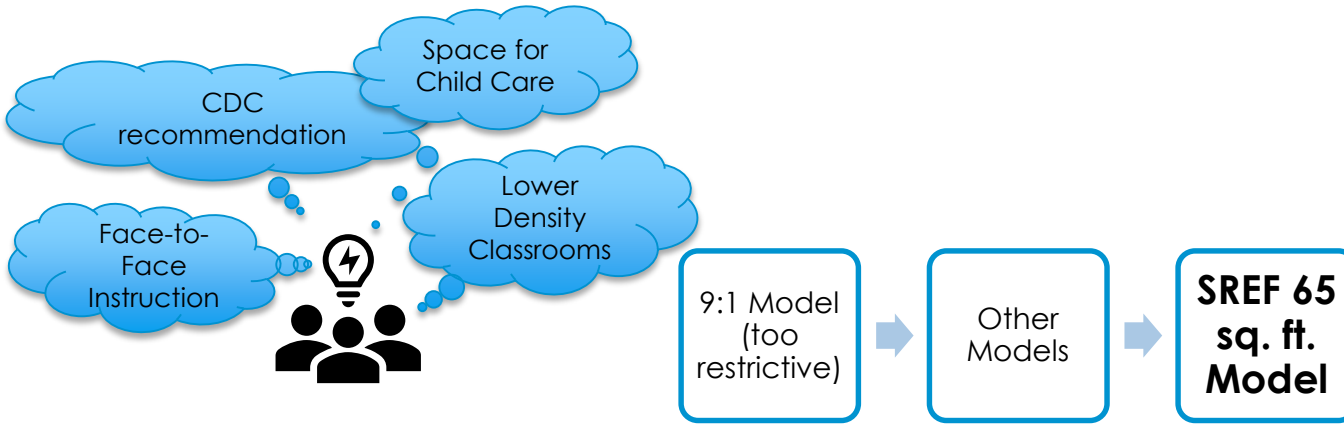 Space for
Child Care
CDC
recommendation
Lower
Density
Classrooms
Face-to-
Face
Instruction
9:1 Model
(too
restrictive)
Other
Models
SREF 65
sq. ft.
Model